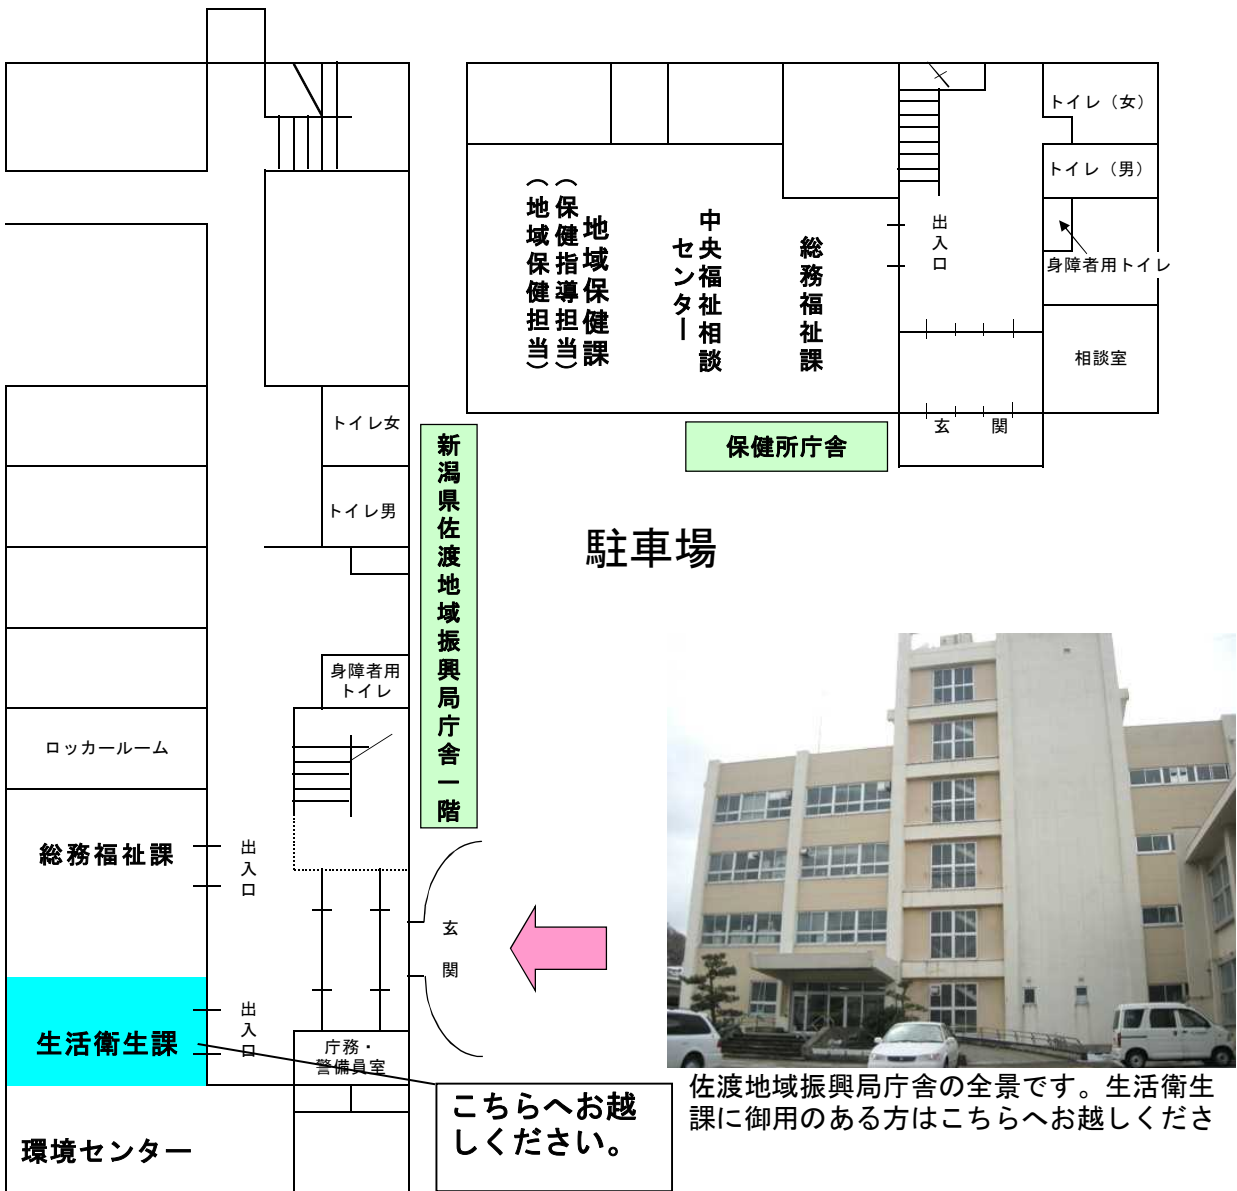 トイレ（女）
トイレ（男）
身障者用トイレ
相談室
出入口
玄　関
総務福祉課
中央福祉相談
センター
地域保健課
（保健指導担当）
（地域保健担当）
保健所庁舎
駐車場
新潟県佐渡地域振興局庁舎一階
トイレ女
トイレ男
身障者用
トイレ
ロッカールーム
総務福祉課
出入口
玄関
生活衛生課
出入口
庁務・
警備員室
環境センター
こちらへお越
しください。
佐渡地域振興局庁舎の全景です。生活衛生
課に御用のある方はこちらへお越しくださ